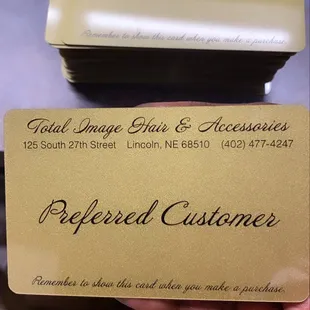 Remember to show this card when you make a purchase.
Total Image Hair & Accessories
125 South 27th Street Lincoln, NE 68510 (402) 477-4247
Preferred Customer
Remember to show this card when you make a purchase.